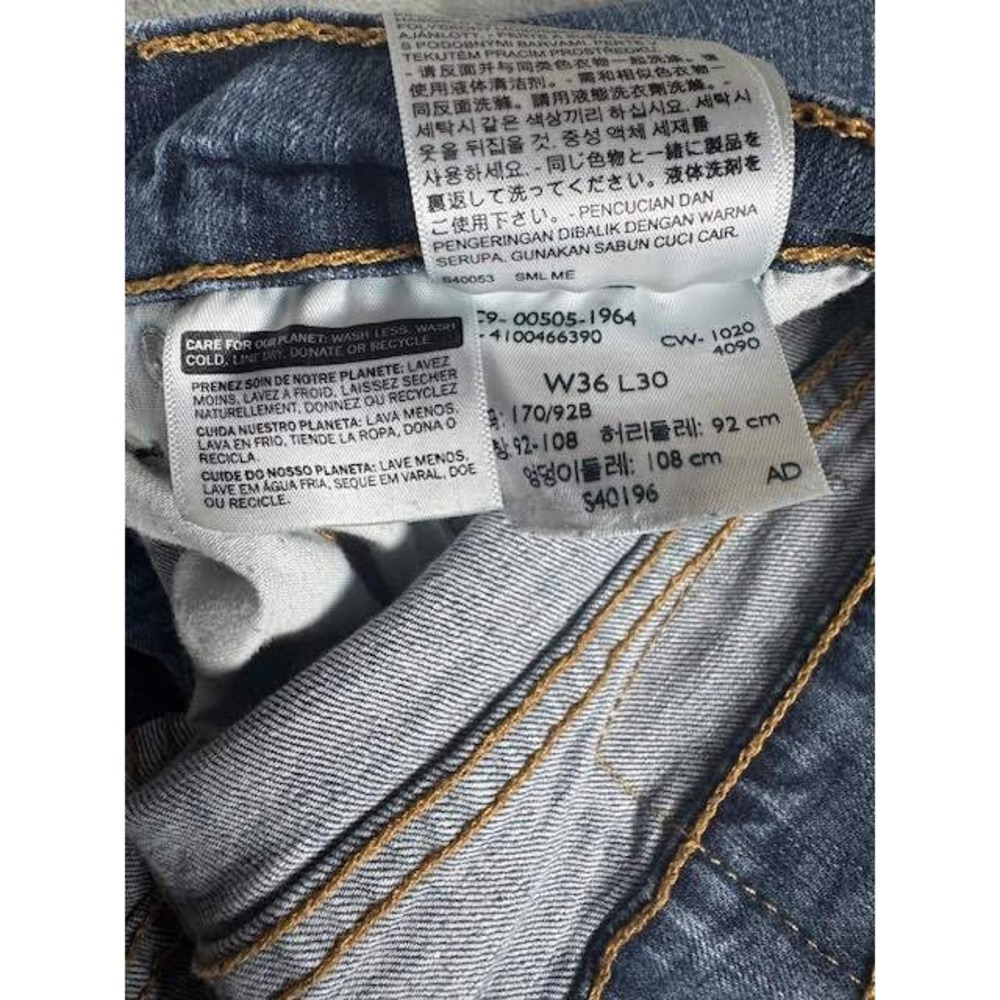 AJÁNLOTT. - PERTE A
S PODOBNÝMI BARVAMI. PERTE
TEKUTÉM PRACÍM PROSTŘEDKU.
- 请反面并与同类色衣物一起洗涤。
使用液体清洁剂。 - 需和相似色衣物
同反面洗滌。請用液態洗衣劑洗滌。 -
세탁시 같은 색상끼리 하십시요. 세탁시
옷을 뒤집을 것. 중성 액체 세제를
사용하세요. - 同じ色物と一緒に製品を
裏返して洗ってください。液体洗剤を
ご使用下さい。 - PENCUCIAN DAN
PENGERINGAN DIBALIK DENGAN WARNA
SERUPA. GUNAKAN SABUN CUCI CAIR.
S40053 SML ME
CARE FOR OUR PLANET: WASH LESS, WASH
COLD, LINE DRY, DONATE OR RECYCLE.
PRENEZ SOIN DE NOTRE PLANETE: LAVEZ
MOINS, LAVEZ A FROID, LAISSEZ SECHER
NATURELLEMENT, DONNEZ OU RECYCLEZ
CUIDA NUESTRO PLANETA: LAVA MENOS,
LAVA EN FRIO, TIENDE LA ROPA, DONA O
RECICLA.
CUIDE DO NOSSO PLANETA: LAVE MENOS,
LAVE EM ÁGUA FRIA, SEQUE EM VARAL, DOE
OU RECICLE.
C9- 00505-1964
-4100466390
CW- 1020
4090
W36 L30
: 170/92B
92-108 허리둘레: 92 cm
엉덩이둘레: 108 cm
S40196
AD